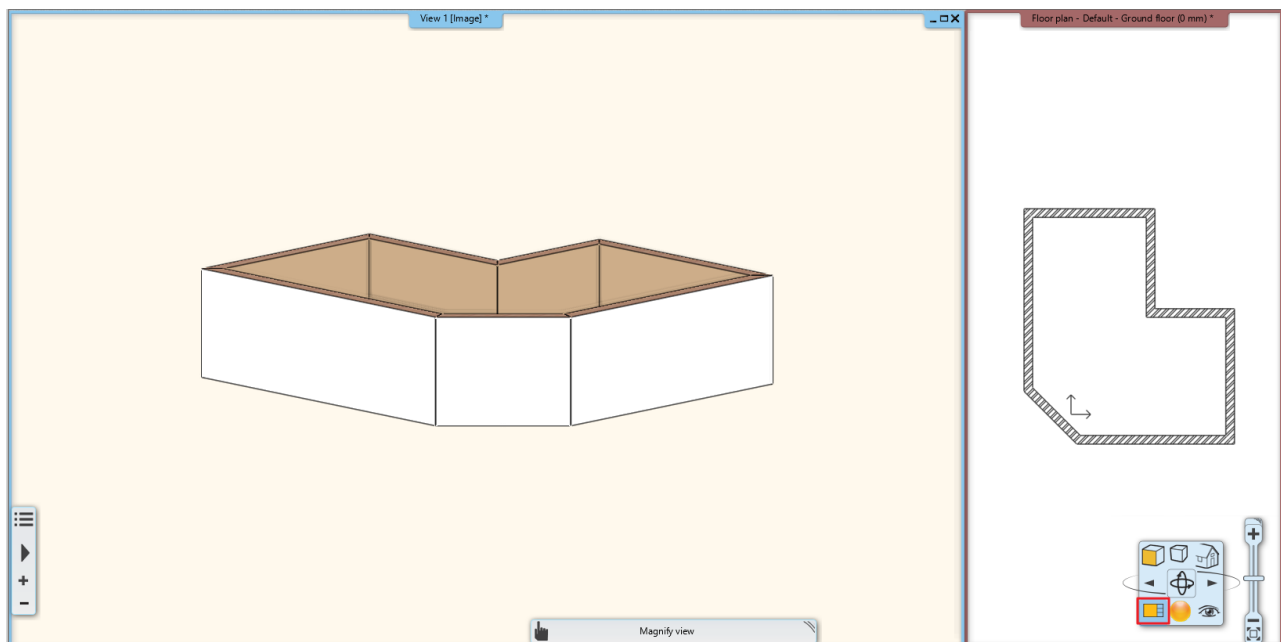 View 1 [Image] *
Floor plan - Default - Ground floor (0 mm) *
Magnify view